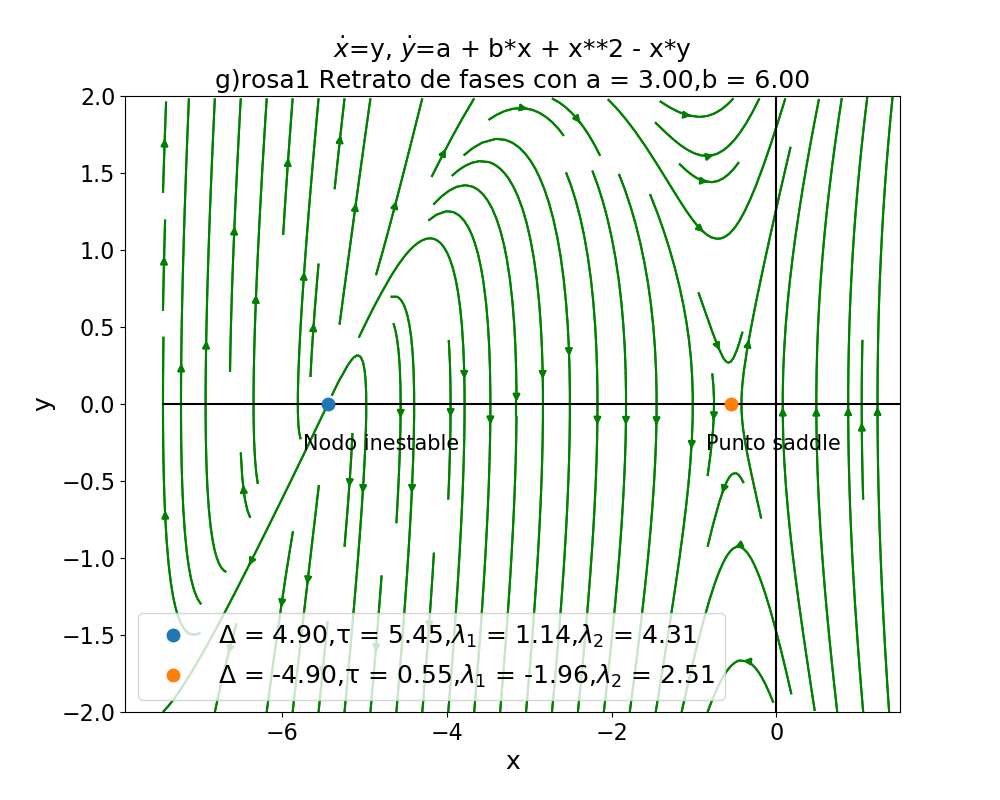 ẋ=y, ẏ=a + b*x + x**2 - x*y
g)rosa1 Retrato de fases con a = 3.00,b = 6.00
2.0
1.5
1.0
0.5
0.0
−0.5
−1.0
−1.5
−2.0
y
Nodo inestable
Punto saddle
Δ = 4.90,τ = 5.45,λ₁ = 1.14,λ₂ = 4.31
Δ = -4.90,τ = 0.55,λ₁ = -1.96,λ₂ = 2.51
−6 −4 −2 0
x